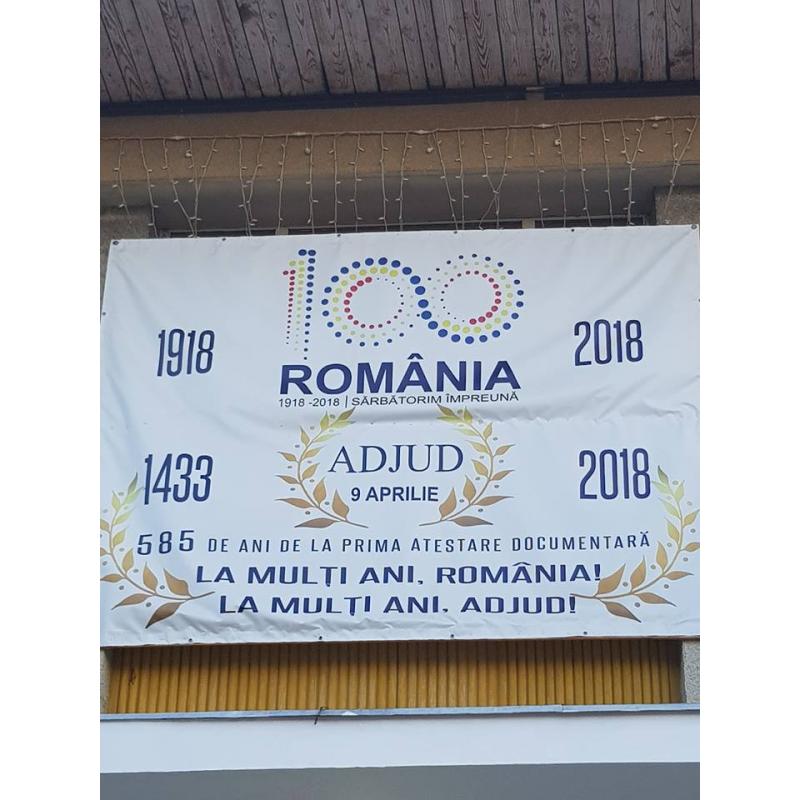 100
1918
2018
ROMÂNIA
1918 -2018 | SĂRBĂTORIM ÎMPREUNĂ
1433
ADJUD
2018
9 APRILIE
585 DE ANI DE LA PRIMA ATESTARE DOCUMENTARĂ
LA MULȚI ANI, ROMÂNIA!
LA MULȚI ANI, ADJUD!